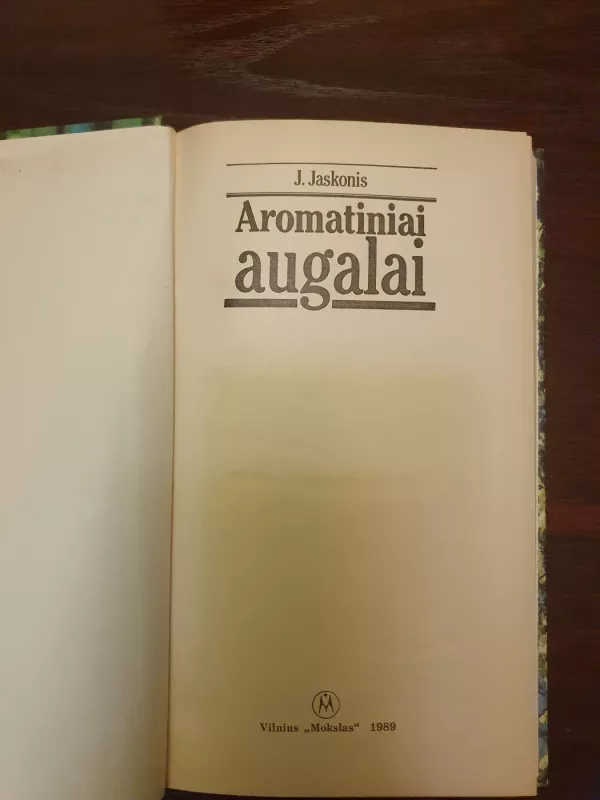 J. Jaskonis
Aromatiniai
augalai
Vilnius „Mokslas“ 1989